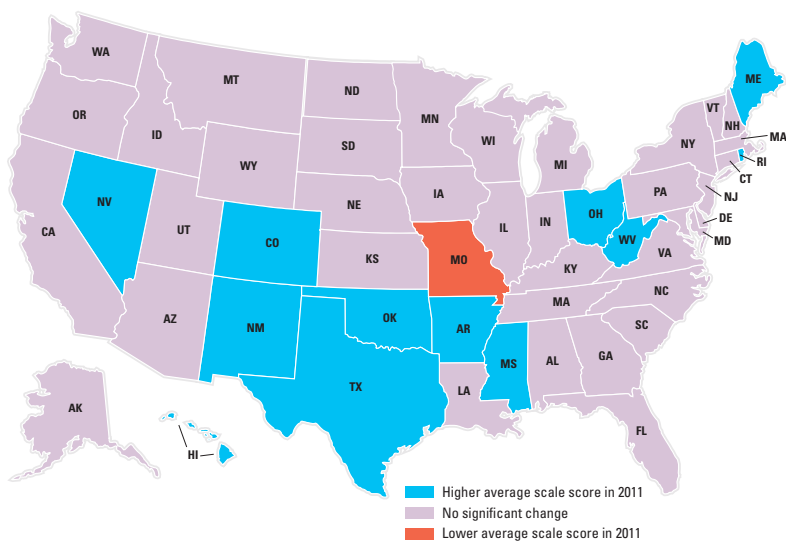 WA
MT
ND
MN
OR
ID
SD
WI
MI
NY
VT
NH
ME
MA
RI
CT
NJ
PA
WY
IA
NE
NV
UT
CO
CA
KS
MO
IL
IN
OH
WV
DE
MD
VA
KY
AZ
NM
OK
AR
MA
NC
SC
TX
LA
MS
AL
GA
FL
AK
HI
Higher average scale score in 2011
No significant change
Lower average scale score in 2011